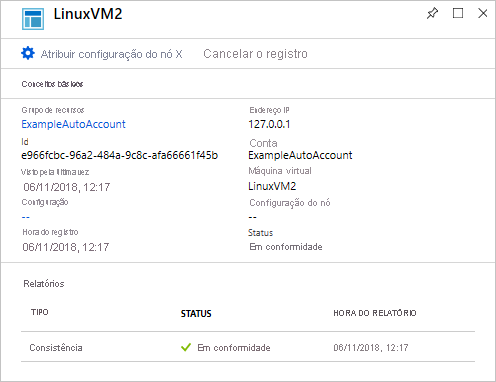 LinuxVM2
Atribuir configuração do nó X Cancelar o registro
Conceitos básicos
Grupo de recursos Endereço IP
ExampleAutoAccount 127.0.0.1
Id Conta
e966fcbc-96a2-484a-9c8c-afa66661f45b ExampleAutoAccount
Visto pela última vez Máquina virtual
06/11/2018, 12:17 LinuxVM2
Configuração Configuração do nó
-- --
Hora do registro Status
06/11/2018, 12:17 Em conformidade
Relatórios
TIPO STATUS HORA DO RELATÓRIO
Consistência Em conformidade 06/11/2018, 12:17